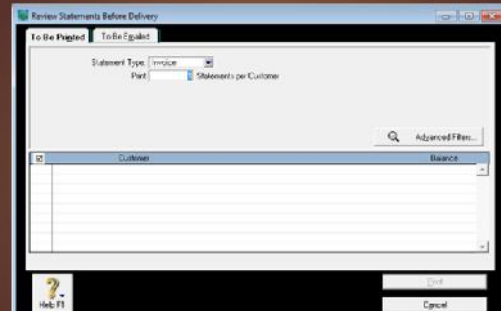 Review Statements Before Delivery
To Be Printed
To Be Emailed
Statement Type: Invoice
Print
Statements per Customer
Advanced Filters...
Customer
Balance
Help F1
Print
Cancel